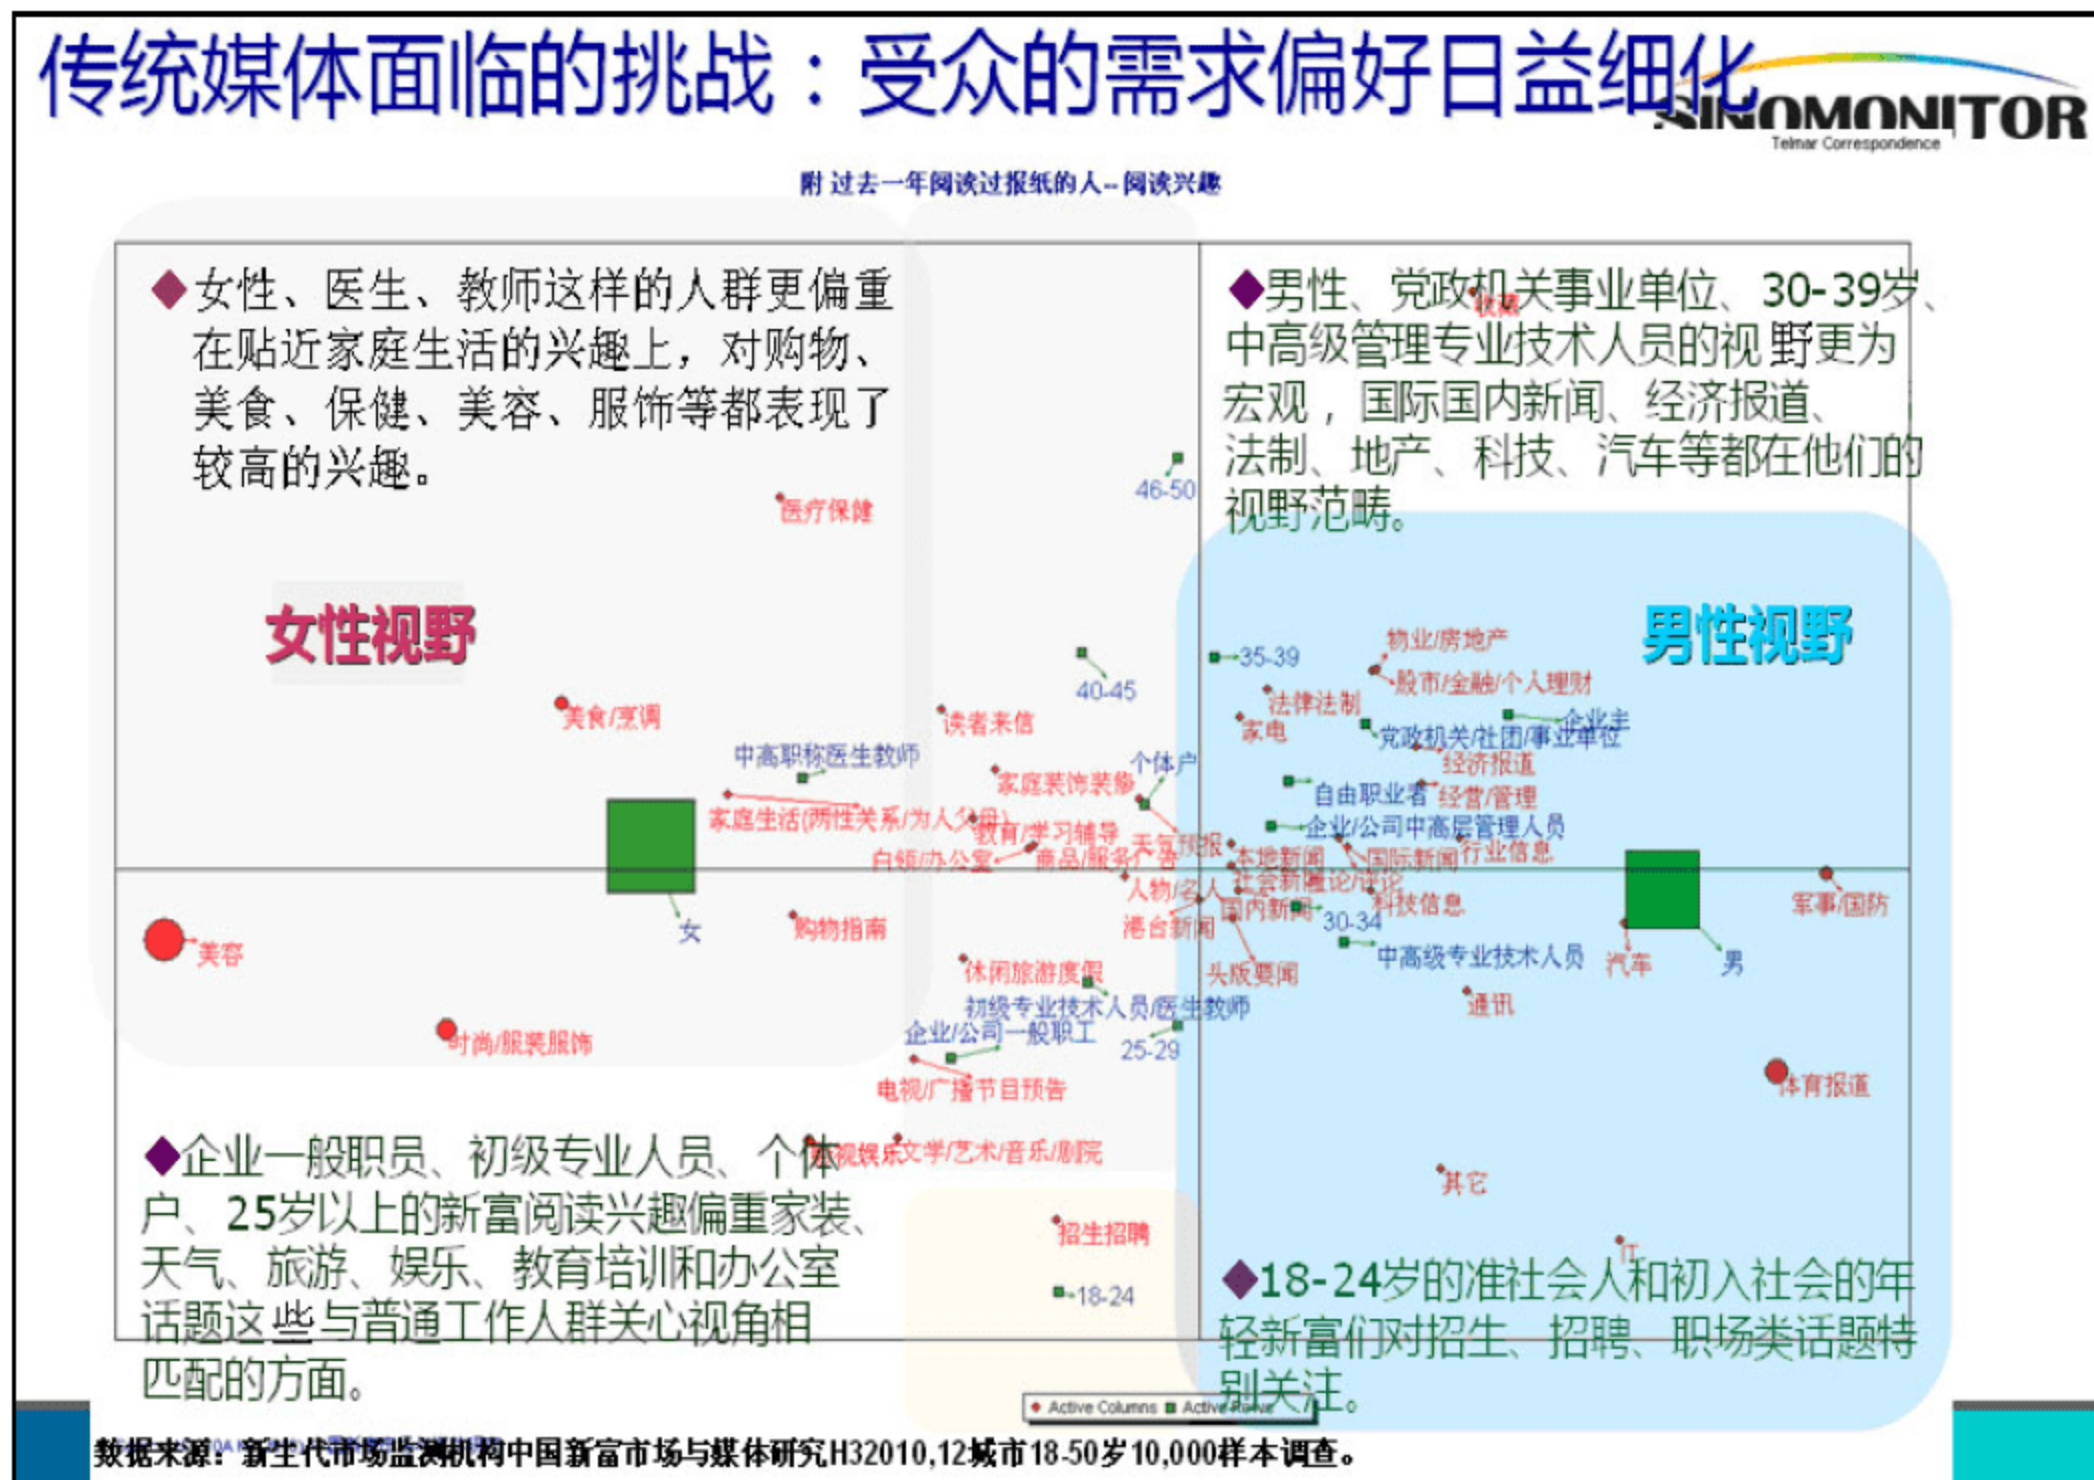 传统媒体面临的挑战：受众的需求偏好日益细化
SINOMONITOR
Telmar Correspondence
附 过去一年阅读过报纸的人--阅读兴趣
◆女性、医生、教师这样的人群更偏重
在贴近家庭生活的兴趣上，对购物、
美食、保健、美容、服饰等都表现了
较高的兴趣。
◆男性、党政机关事业单位、30-39岁、
中高级管理专业技术人员的视野更为
宏观，国际国内新闻、经济报道、
法制、地产、科技、汽车等都在他们的
视野范畴。
收藏
46-50
医疗保健
女性视野
男性视野
物业/房地产
35-39
股市/金融/个人理财
40-45
法律法制
美食/烹调
读者来信
家电
企业主
党政机关/社团/事业单位
中高职称医生教师
个体户
经济报道
家庭装饰装修
自由职业者
经营/管理
家庭生活(两性关系/为人父母)
教育/学习辅导
企业/公司中高层管理人员
天气预报
白领/办公室
商品/服务广告
本地新闻
国际新闻
行业信息
人物/名人
社会新闻
评论
港台新闻
国内新闻
科技信息
军事/国防
30-34
女
购物指南
美容
休闲旅游度假
头版要闻
中高级专业技术人员
汽车
男
初级专业技术人员/医生教师
通讯
企业/公司一般职工
25-29
时尚/服装服饰
电视/广播节目预告
体育报道
视娱乐
文学/艺术/音乐/剧院
其它
招生招聘
IT
18-24
◆企业一般职员、初级专业人员、个体
户、25岁以上的新富阅读兴趣偏重家装、
天气、旅游、娱乐、教育培训和办公室
话题这些与普通工作人群关心视角相
匹配的方面。
◆18-24岁的准社会人和初入社会的年
轻新富们对招生、招聘、职场类话题特
别关注。
Active Columns Active Rows
数据来源：新生代市场监测机构中国新富市场与媒体研究H32010,12城市18-50岁10,000样本调查。